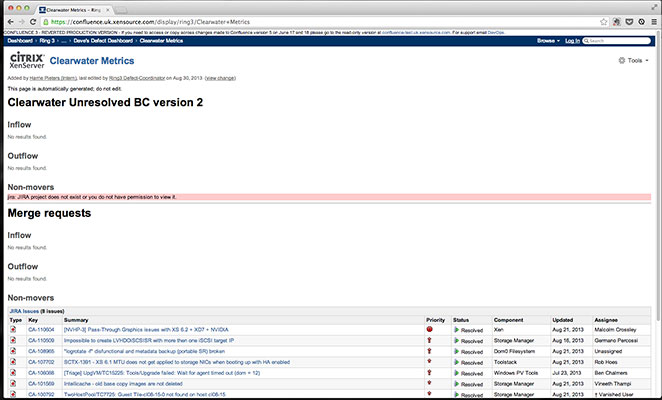 Clearwater Metrics - Ring
https://confluence.uk.xensource.com/display/ring3/Clearwater+Metrics
CONFLUENCE 3 - REVERTED PRODUCTION VERSION - If you need to access or copy access changes made to Confluence version 5 on June 17 and 18 please go to the read-only version at confluence.uk.xensource.com. For support email DevOps.
Dashboard > Ring 3 > ... > Dave's Defect Dashboard > Clearwater Metrics
Browse Log In Search
CITRIX XenServer
Clearwater Metrics
Tools
Added by Harrie Pieters (Intern), last edited by Ring3 Defect-Coordinator on Aug 30, 2013 (view change)
This page is automatically generated; do not edit.
Clearwater Unresolved BC version 2
Inflow
No results found.
Outflow
No results found.
Non-movers
jira: JIRA project does not exist or you do not have permission to view it.
Merge requests
Inflow
No results found.
Outflow
No results found.
Non-movers
JIRA Issues (8 issues)
Type Key Summary Priority Status Component Updated Assignee
CA-110604 [NVHP-3] Pass-Through Graphics issues with XS 6.2 + XD7 + NVIDIA Resolved Xen Aug 21, 2013 Malcolm Crossley
CA-110509 Impossible to create LVHDOISCSISR with more then one iSCSI target IP Resolved Storage Manager Aug 16, 2013 Germano Percossi
CA-108965 "logrotate -f" disfunctional and metadata backup (portable SR) broken Resolved Dom0 Filesystem Aug 21, 2013 Unassigned
CA-107702 SCTX-1391 - XS 6.1 MTU does not get applied to storage NICs when booting up with HA enabled Resolved Toolstack Aug 21, 2013 Rob Hoes
CA-106088 [Triage] UpgVM/TC15225: Tools/Upgrade failed: Wait for agent timed out (dom = 12) Resolved Windows PV Tools Jul 23, 2013 Ben Chalmers
CA-101569 Intellicache - old base copy images are not deleted Resolved Storage Manager Aug 21, 2013 Vineeth Thampi
CA-100792 TwoHostPool/TC7725: Guest Tile-ciO6-15-0 not found on host ciO6-15 Resolved Storage Manager Aug 21, 2013 † Vanished User